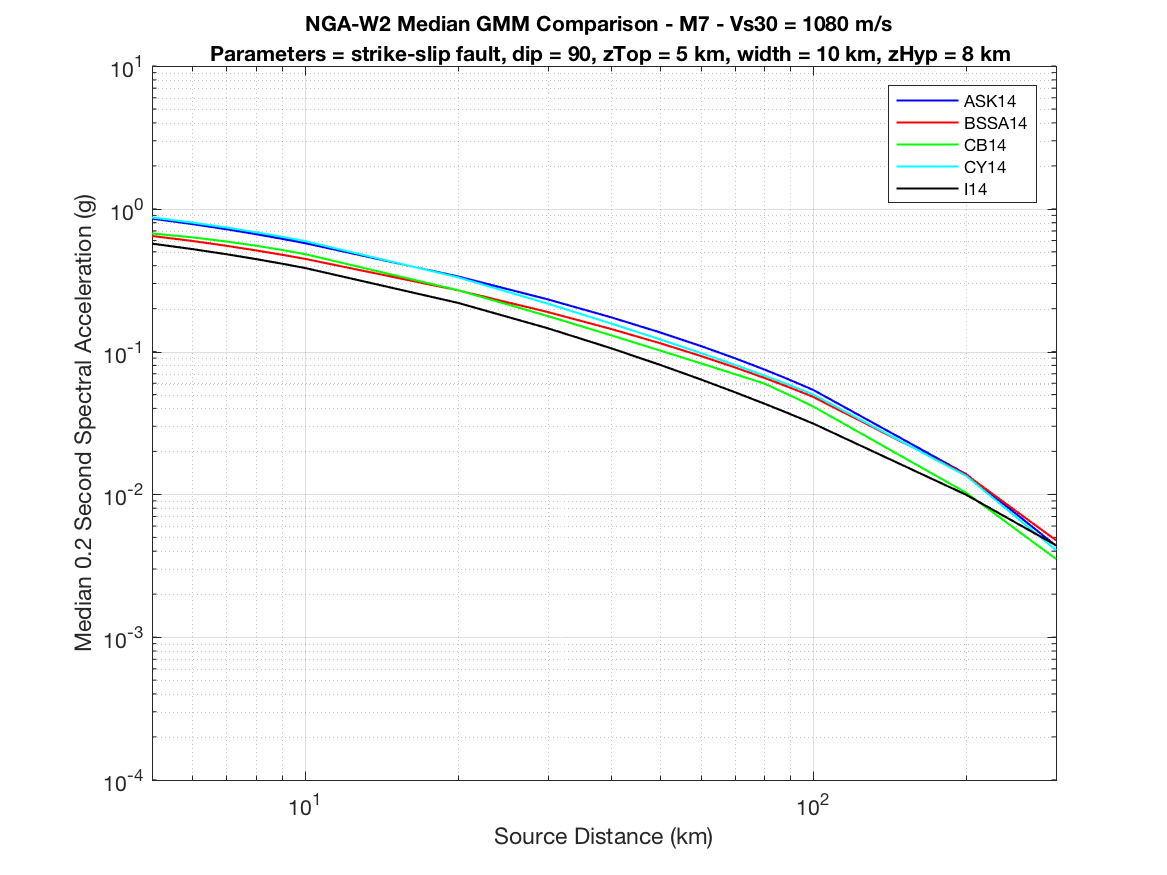 NGA-W2 Median GMM Comparison - M7 - Vs30 = 1080 m/s
Parameters = strike-slip fault, dip = 90, zTop = 5 km, width = 10 km, zHyp = 8 km
10^1
ASK14
BSSA14
CB14
CY14
I14
10^0
10^-1
10^-2
10^-3
10^-4
Median 0.2 Second Spectral Acceleration (g)
10^1 10^2
Source Distance (km)